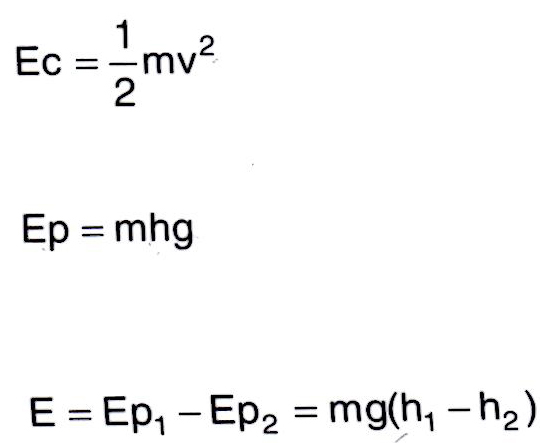 Ec = 1/2 mv²
Ep = mhg
E = Ep₁ – Ep₂ = mg(h₁ – h₂)